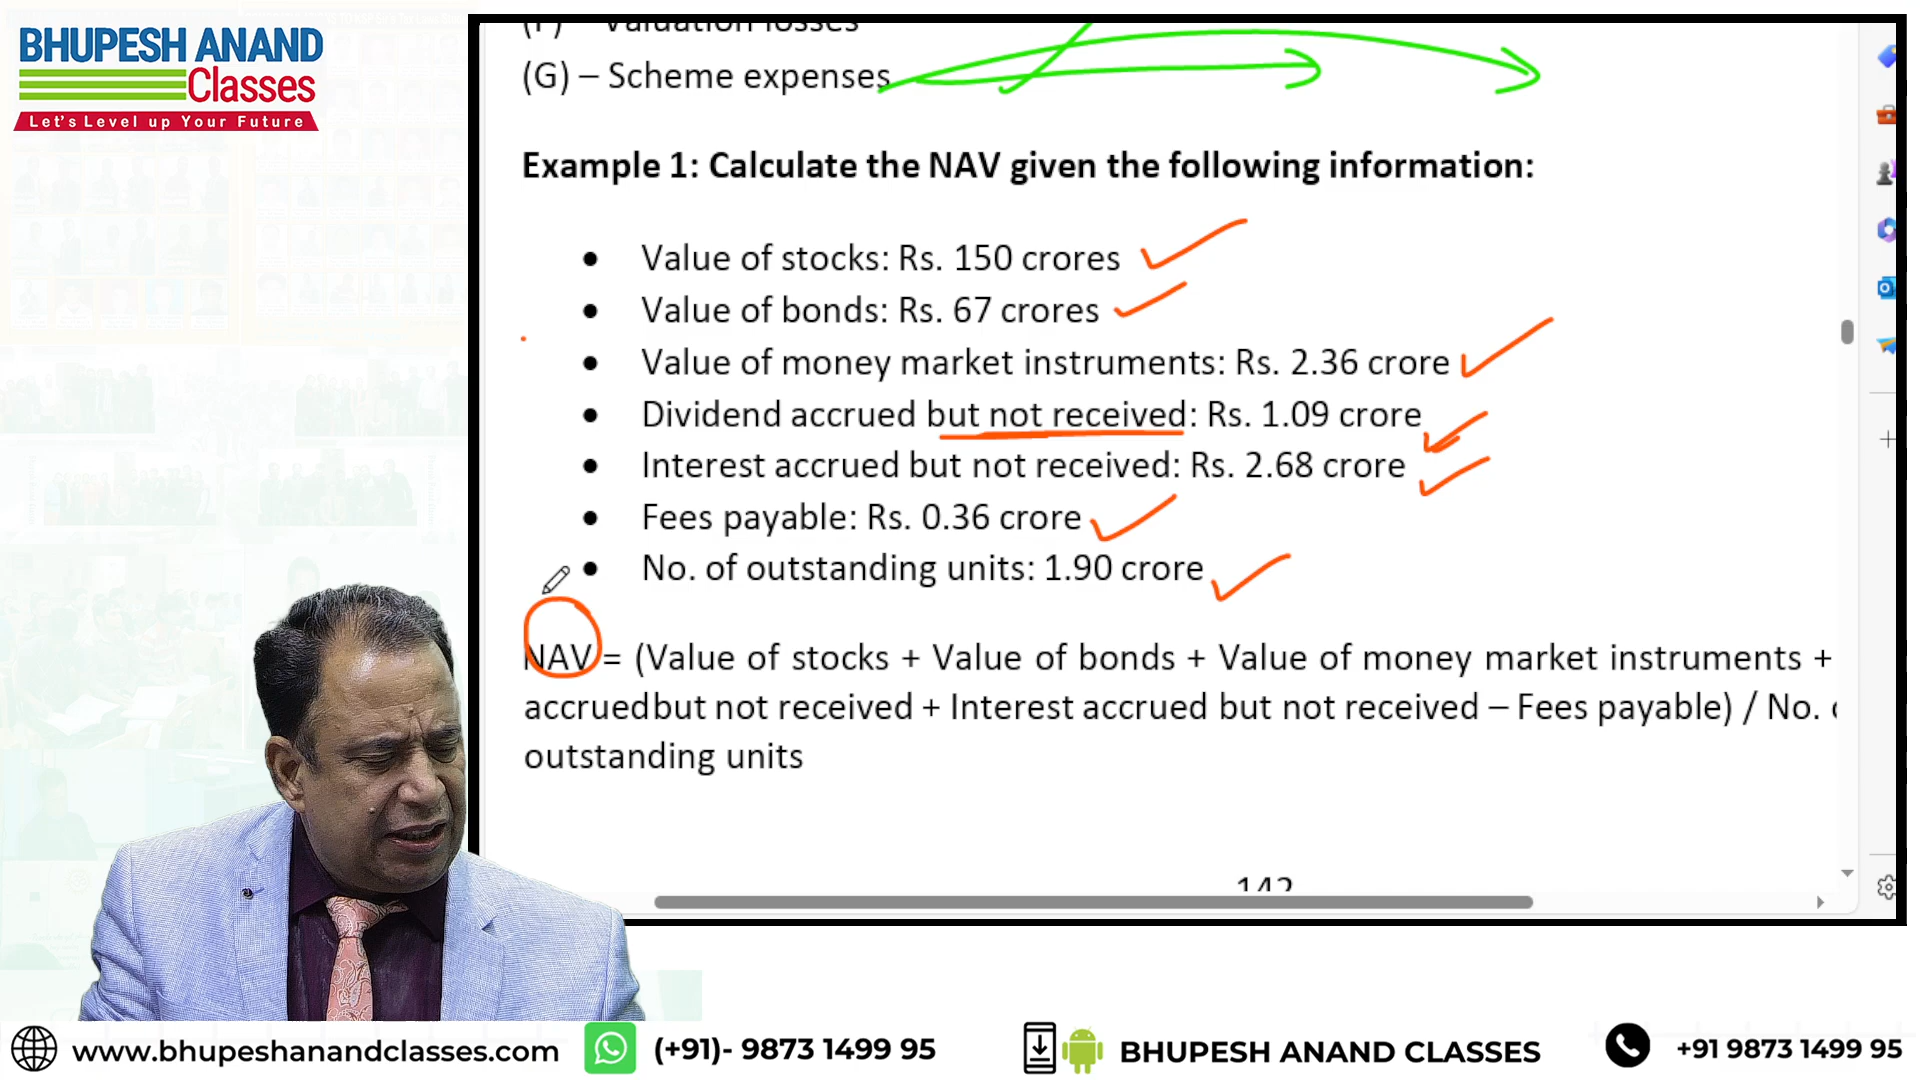 BHUPESH ANAND
Classes
Let's Level up Your Future
(F) – Valuation losses
(G) – Scheme expenses
Example 1: Calculate the NAV given the following information:
• Value of stocks: Rs. 150 crores
• Value of bonds: Rs. 67 crores
• Value of money market instruments: Rs. 2.36 crore
• Dividend accrued but not received: Rs. 1.09 crore
• Interest accrued but not received: Rs. 2.68 crore
• Fees payable: Rs. 0.36 crore
• No. of outstanding units: 1.90 crore
NAV = (Value of stocks + Value of bonds + Value of money market instruments +
accruedbut not received + Interest accrued but not received – Fees payable) / No.
outstanding units
142
www.bhupeshanandclasses.com
(+91)- 9873 1499 95
BHUPESH ANAND CLASSES
+91 9873 1499 95